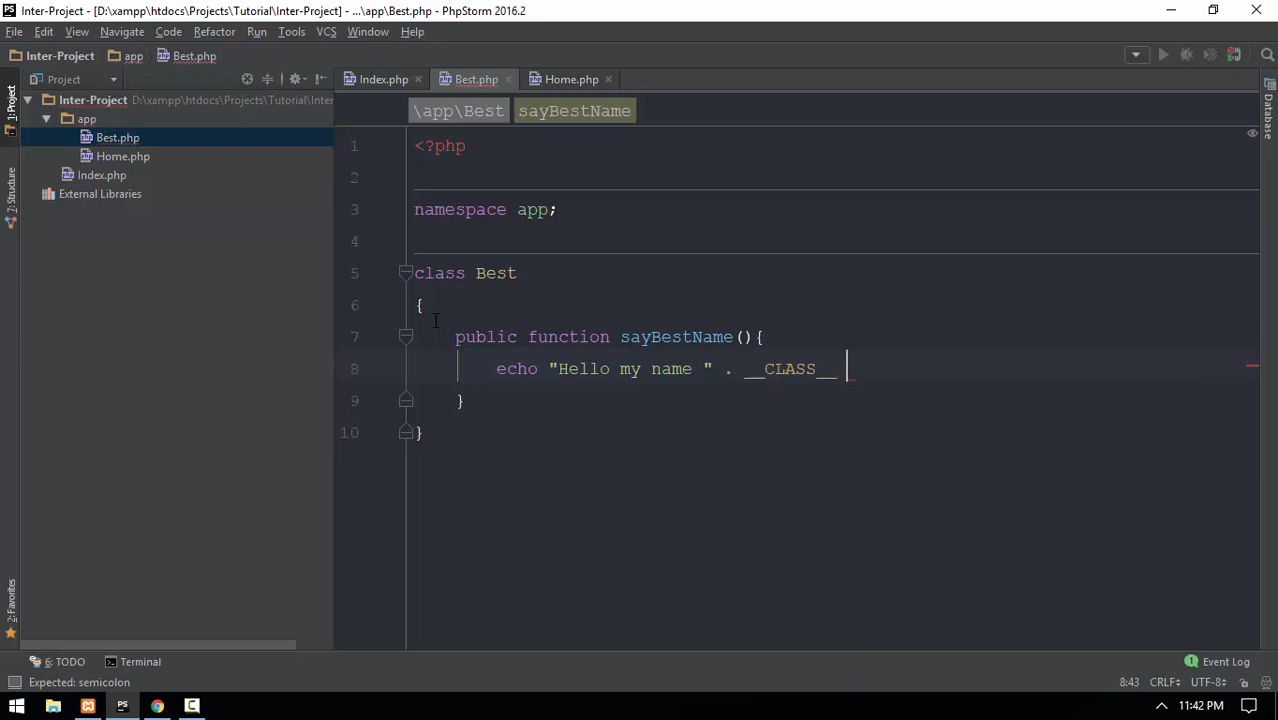 Inter-Project - [D:\xampp\htdocs\Projects\Tutorial\Inter-Project] - ...\app\Best.php - PhpStorm 2016.2
File Edit View Navigate Code Refactor Run Tools VCS Window Help
Inter-Project app Best.php
Project
Index.php Best.php Home.php
1: Project
7: Structure
2: Favorites
Database
Inter-Project D:\xampp\htdocs\Projects\Tutorial\Inter
app
Best.php
Home.php
Index.php
External Libraries
\app\Best sayBestName
1 <?php
2
3 namespace app;
4
5 class Best
6 {
7 public function sayBestName(){
8 echo "Hello my name " . __CLASS__
9 }
10 }
6: TODO Terminal Event Log
1
Expected: semicolon 8:43 CRLF UTF-8
PS 11:42 PM